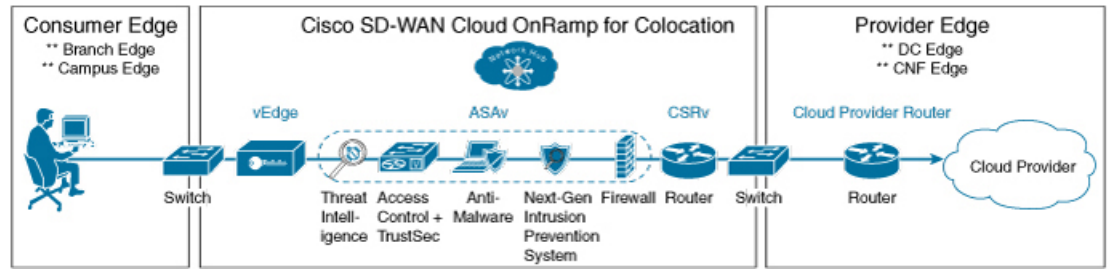 Consumer Edge
** Branch Edge
** Campus Edge
Cisco SD-WAN Cloud OnRamp for Colocation
Network Hub
Provider Edge
** DC Edge
** CNF Edge
vEdge
ASAv
CSRv
Cloud Provider Router
Cloud Provider
Switch
Threat
Intell-
igence
Access
Control +
TrustSec
Anti-
Malware
Next-Gen
Intrusion
Prevention
System
Firewall
Router
Switch
Router